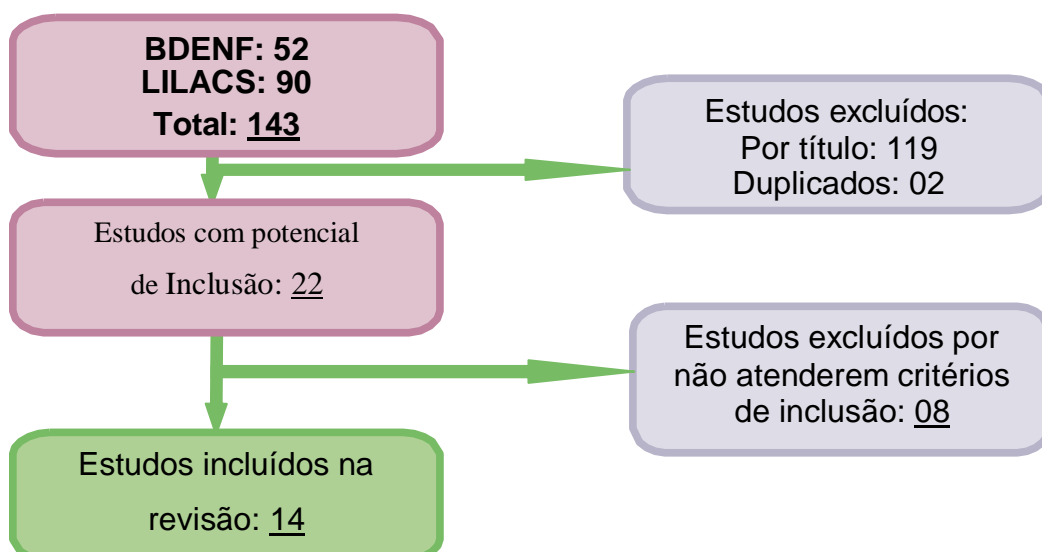 BDENF: 52
LILACS: 90
Total: 143
Estudos excluídos:
Por título: 119
Duplicados: 02
Estudos com potencial
de Inclusão: 22
Estudos excluídos por
não atenderem critérios
de inclusão: 08
Estudos incluídos na
revisão: 14